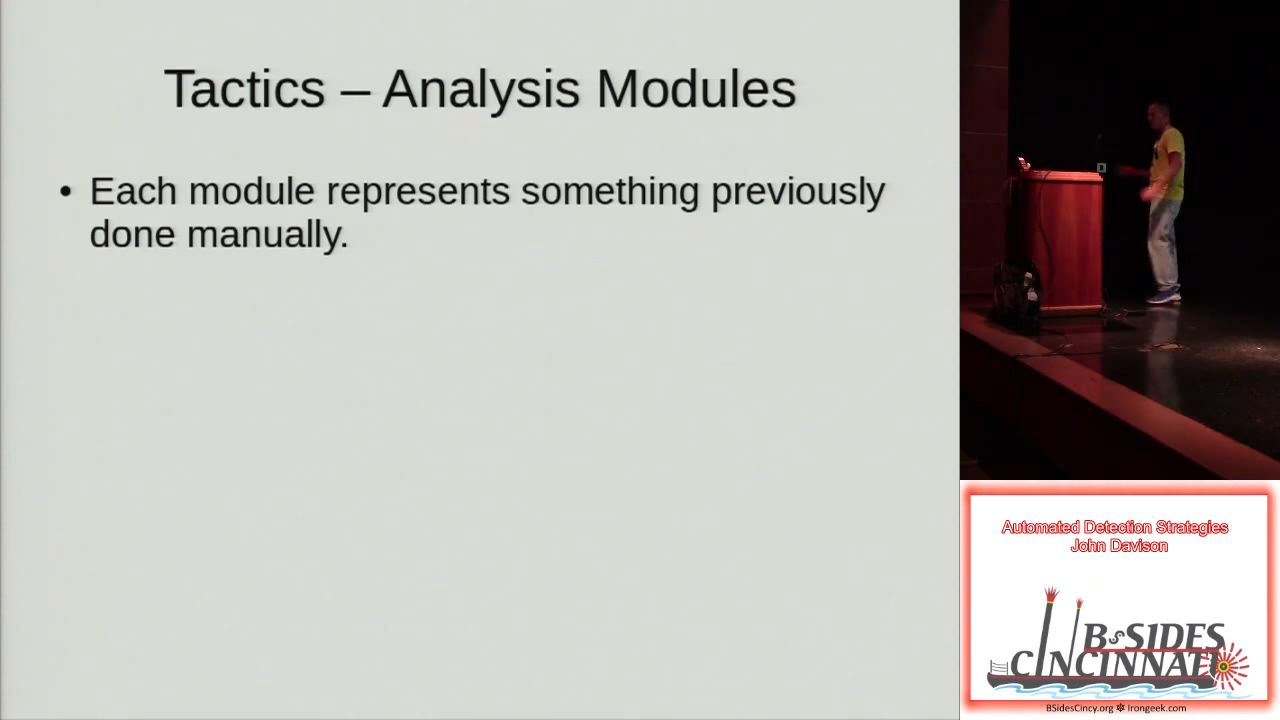 Tactics – Analysis Modules
• Each module represents something previously
done manually.
Automated Detection Strategies
John Davison
BSIDES
CINCINNATI
BSidesCincy.org ✽ Irongeek.com